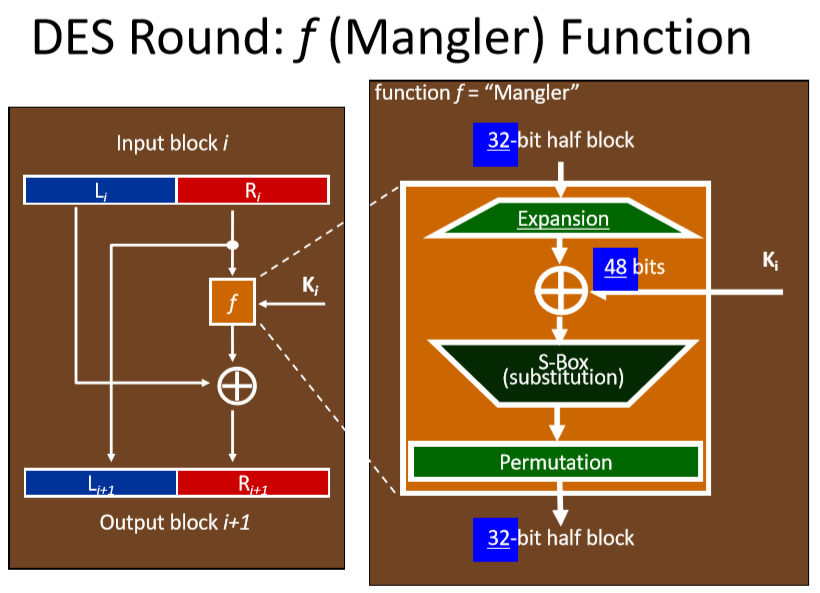 DES Round: f (Mangler) Function
Input block i
Li
Ri
f
Ki
Li+1
Ri+1
Output block i+1
function f = “Mangler”
32-bit half block
Expansion
48 bits
Ki
S-Box
(substitution)
Permutation
32-bit half block